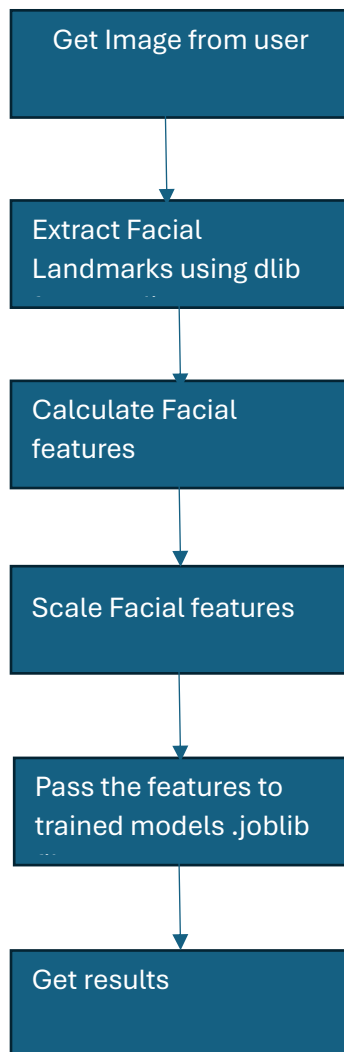 Get Image from user
Extract Facial
Landmarks using dlib
Calculate Facial
features
Scale Facial features
Pass the features to
trained models .joblib
Get results